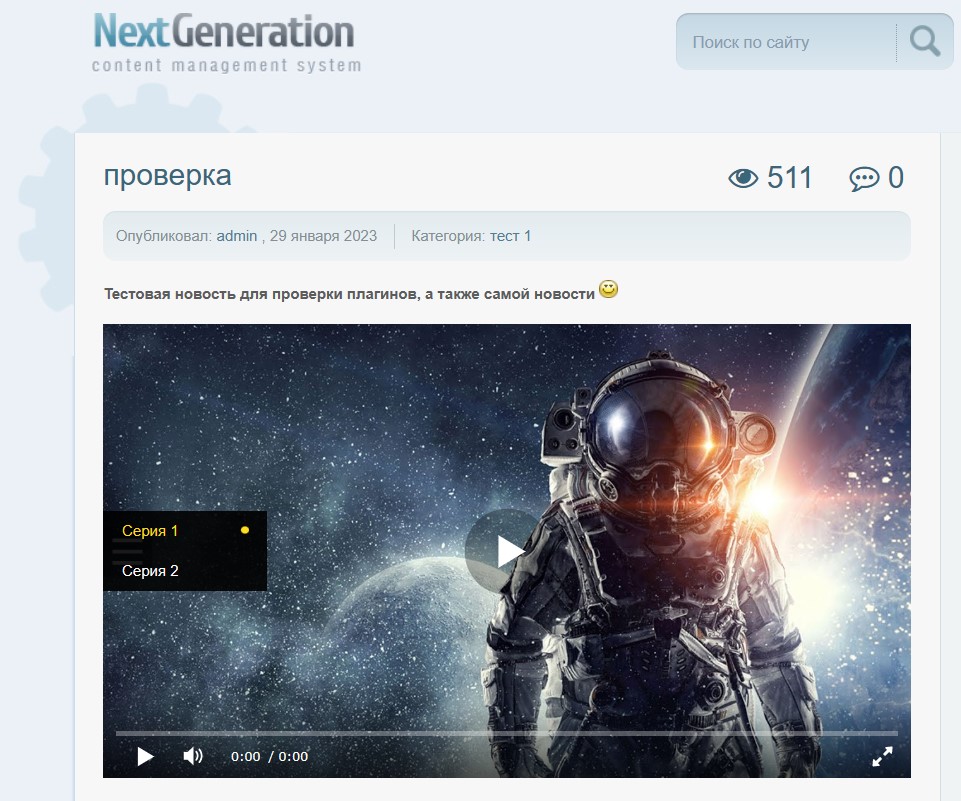 NextGeneration
content management system
Поиск по сайту
проверка
511
0
Опубликовал: admin , 29 января 2023
Категория: тест 1
Тестовая новость для проверки плагинов, а также самой новости
Серия 1
Серия 2
0:00 / 0:00